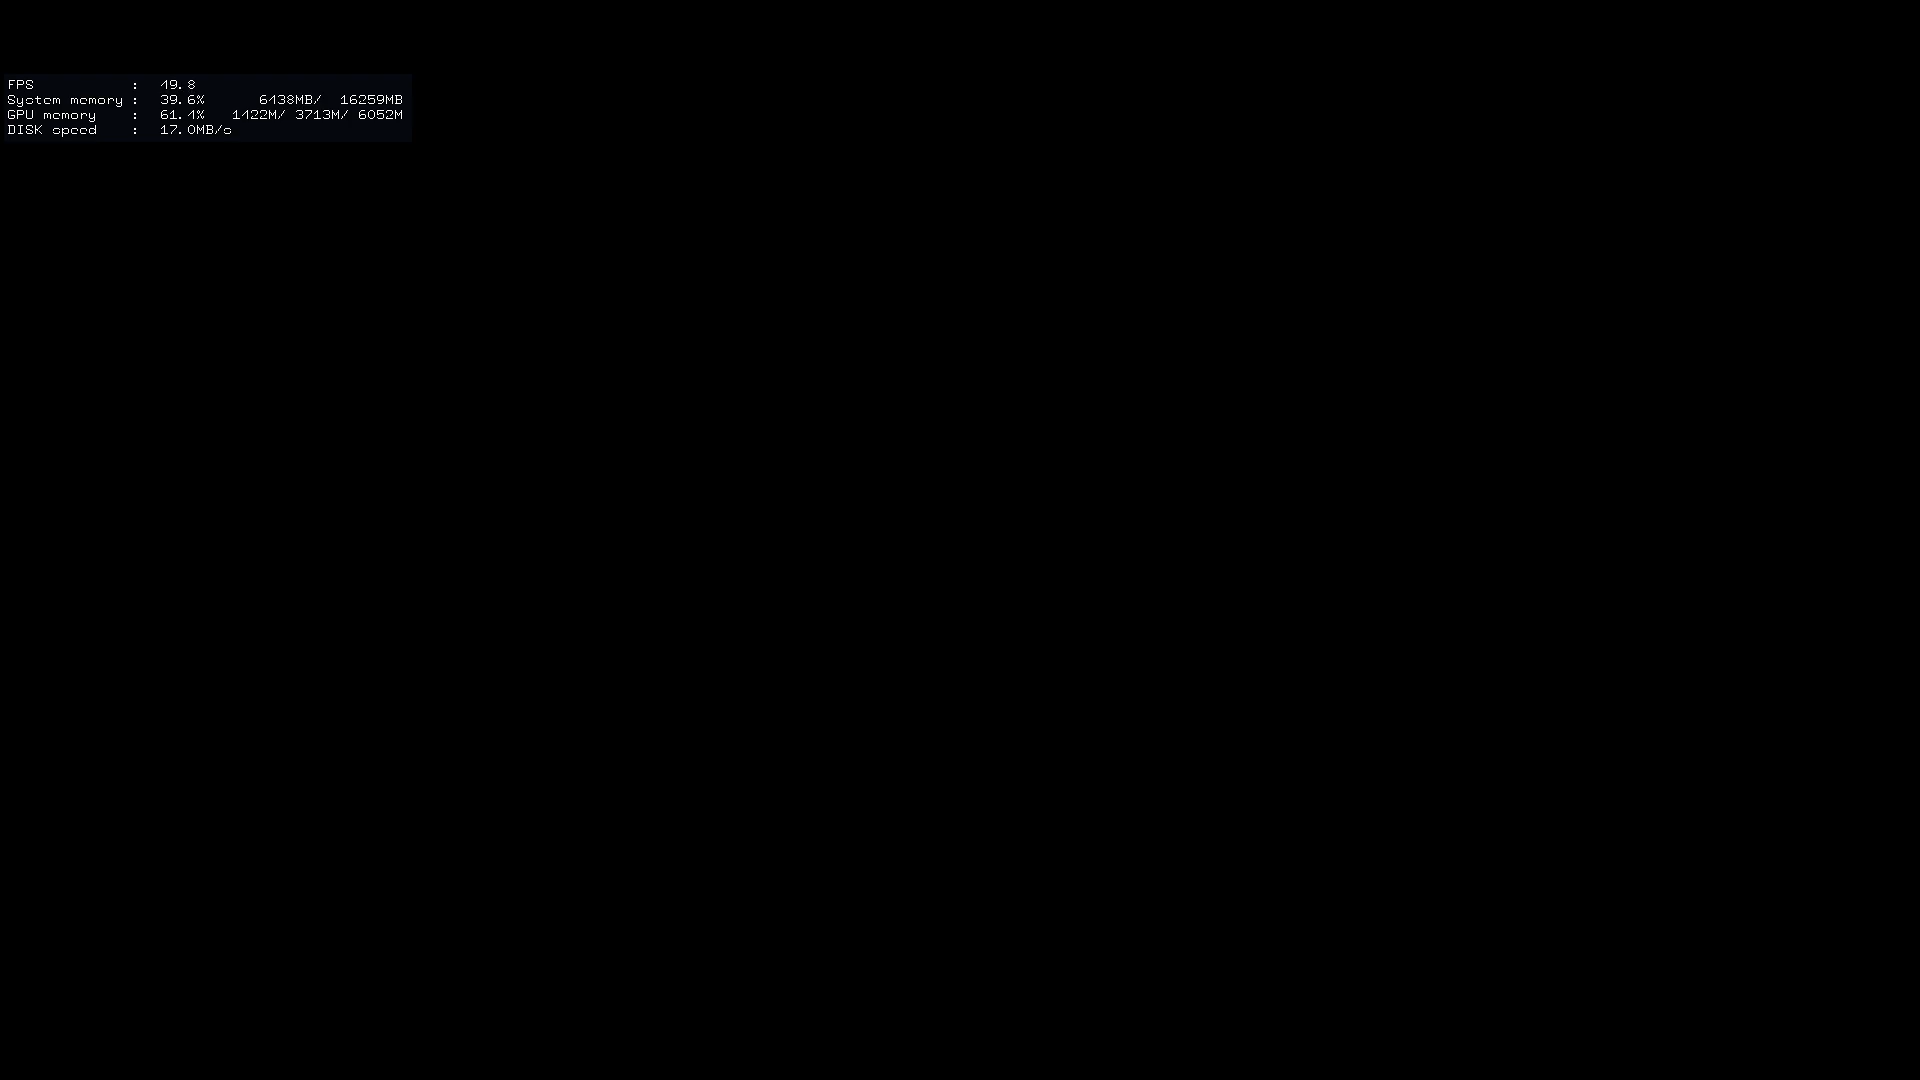 FPS : 49.8
System memory : 39.6% 6438MB/ 16259MB
GPU memory : 61.4% 1422M/ 3713M/ 6052M
DISK speed : 17.0MB/s